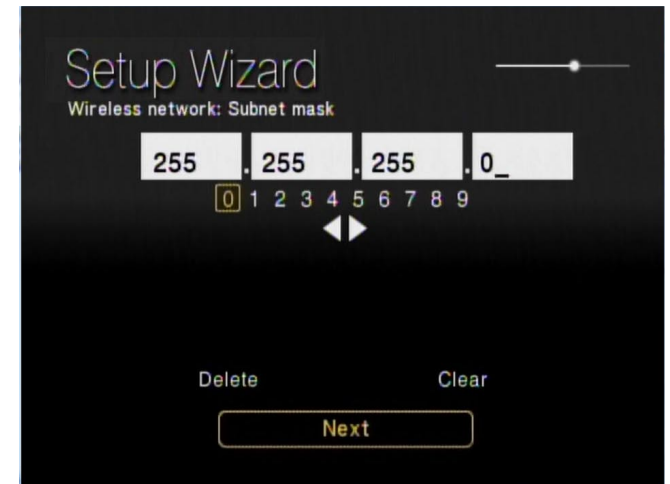 Setup Wizard
Wireless network: Subnet mask
255 . 255 . 255 . 0_
0 1 2 3 4 5 6 7 8 9
Delete Clear
Next